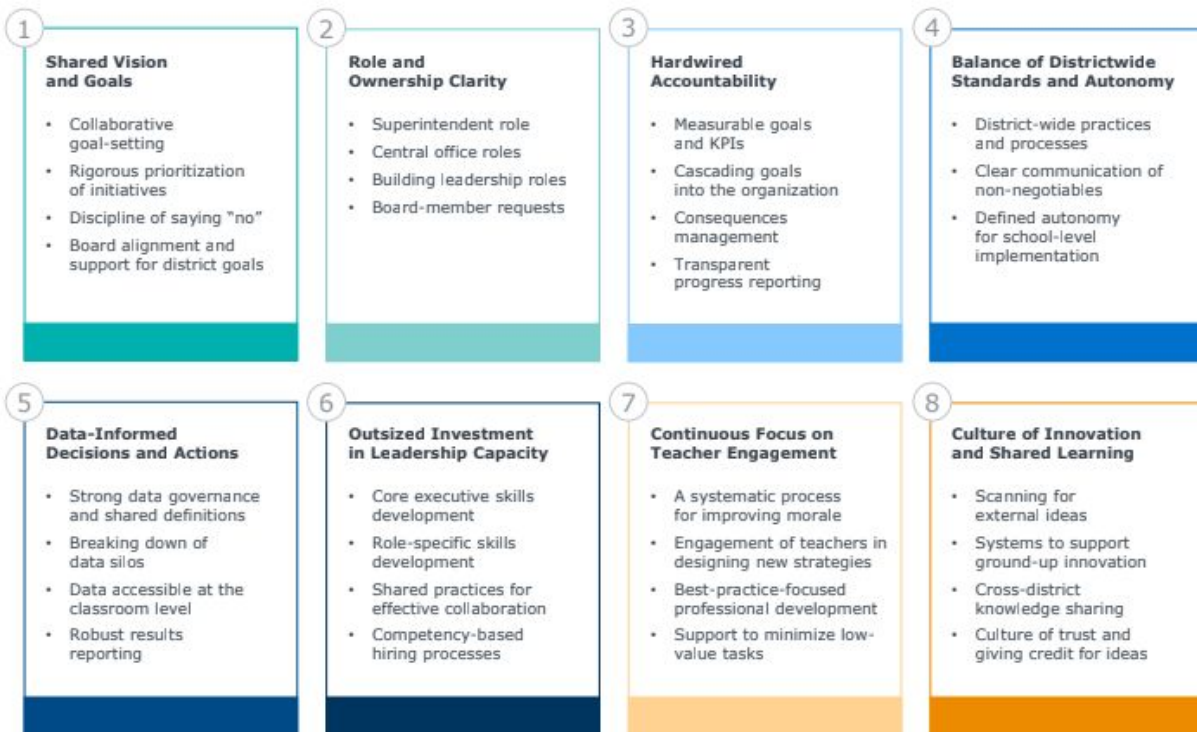 1
Shared Vision
and Goals
• Collaborative
goal-setting
• Rigorous prioritization
of initiatives
• Discipline of saying “no”
• Board alignment and
support for district goals
2
Role and
Ownership Clarity
• Superintendent role
• Central office roles
• Building leadership roles
• Board-member requests
3
Hardwired
Accountability
• Measurable goals
and KPIs
• Cascading goals
into the organization
• Consequences
management
• Transparent
progress reporting
4
Balance of Districtwide
Standards and Autonomy
• District-wide practices
and processes
• Clear communication of
non-negotiables
• Defined autonomy
for school-level
implementation
5
Data-Informed
Decisions and Actions
• Strong data governance
and shared definitions
• Breaking down of
data silos
• Data accessible at the
classroom level
• Robust results
reporting
6
Outsized Investment
in Leadership Capacity
• Core executive skills
development
• Role-specific skills
development
• Shared practices for
effective collaboration
• Competency-based
hiring processes
7
Continuous Focus on
Teacher Engagement
• A systematic process
for improving morale
• Engagement of teachers in
designing new strategies
• Best-practice-focused
professional development
• Support to minimize low-
value tasks
8
Culture of Innovation
and Shared Learning
• Scanning for
external ideas
• Systems to support
ground-up innovation
• Cross-district
knowledge sharing
• Culture of trust and
giving credit for ideas